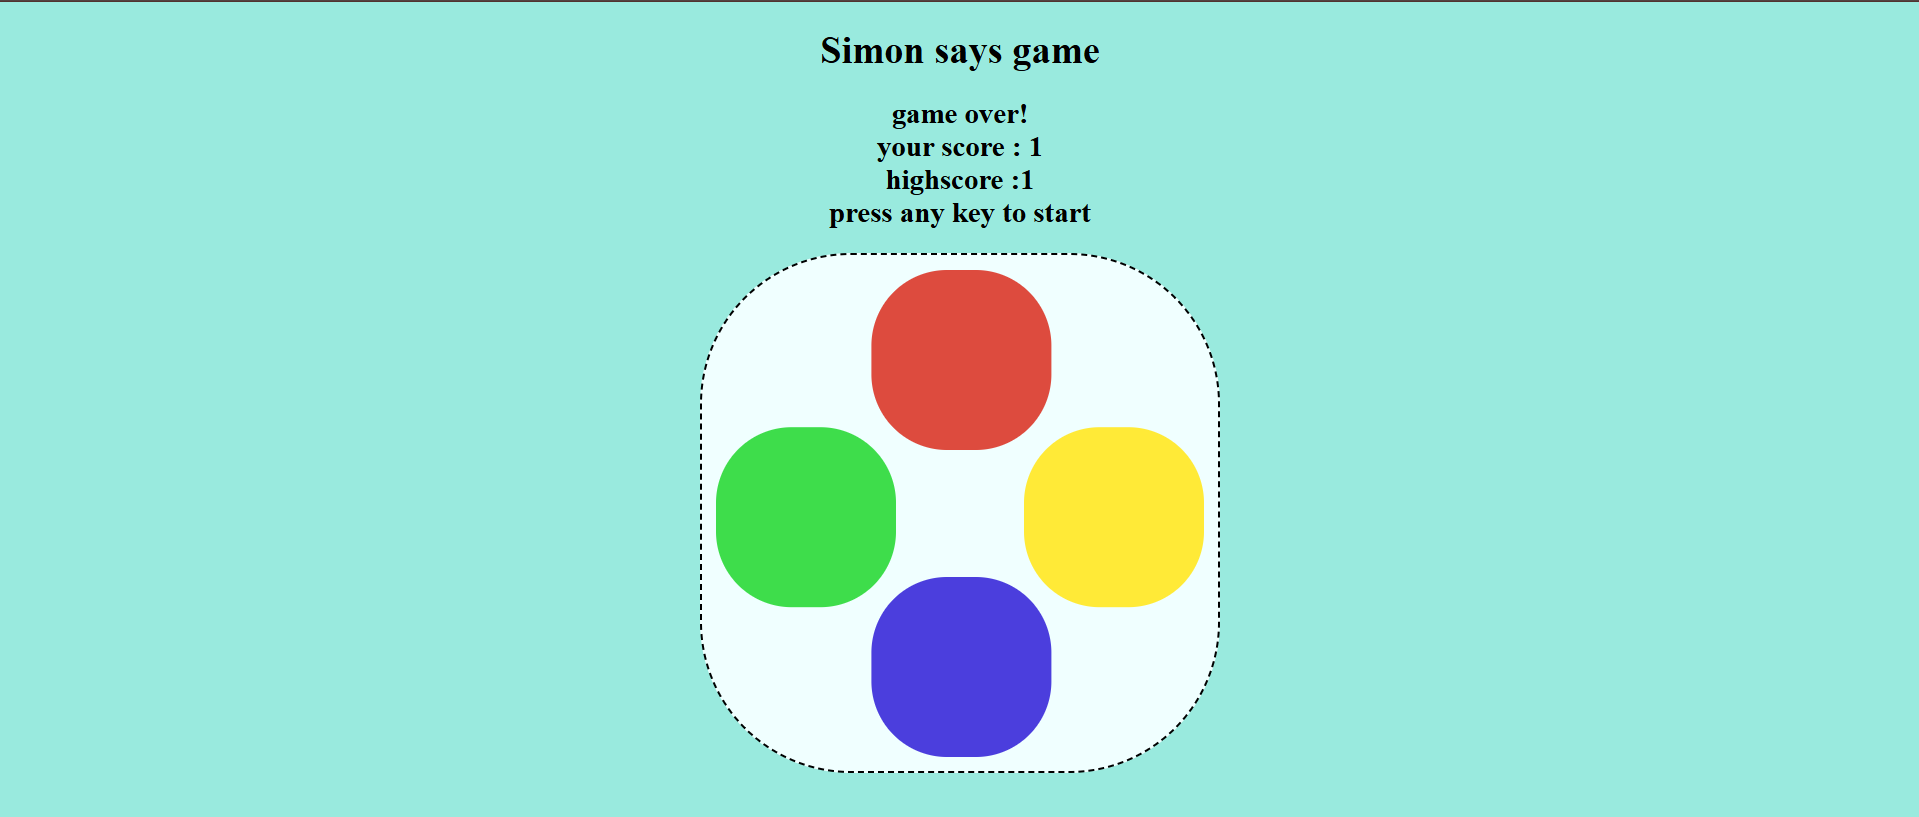 Simon says game
game over!
your score : 1
highscore :1
press any key to start